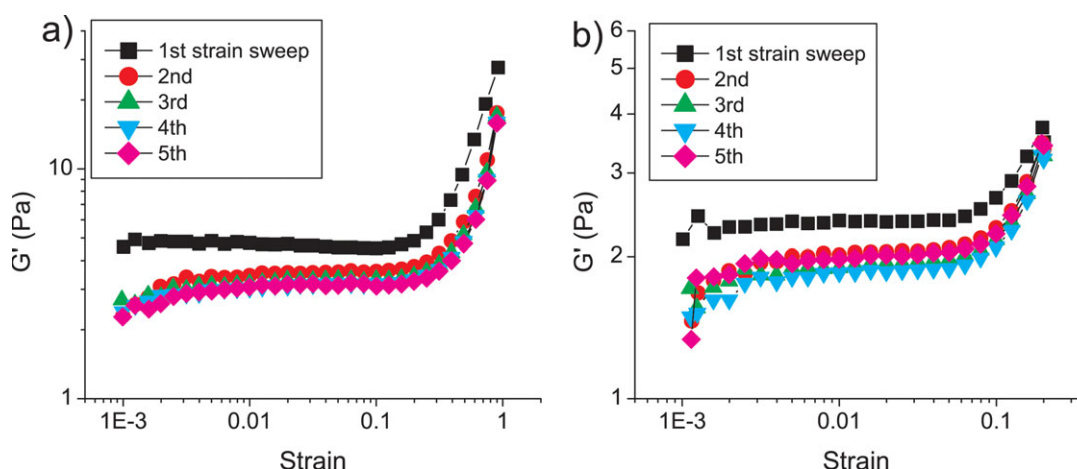 a)
1st strain sweep
2nd
3rd
4th
5th
10
1
G' (Pa)
1E-3 0.01 0.1 1
Strain
b)
1st strain sweep
2nd
3rd
4th
5th
6
5
4
3
2
1
G' (Pa)
1E-3 0.01 0.1
Strain